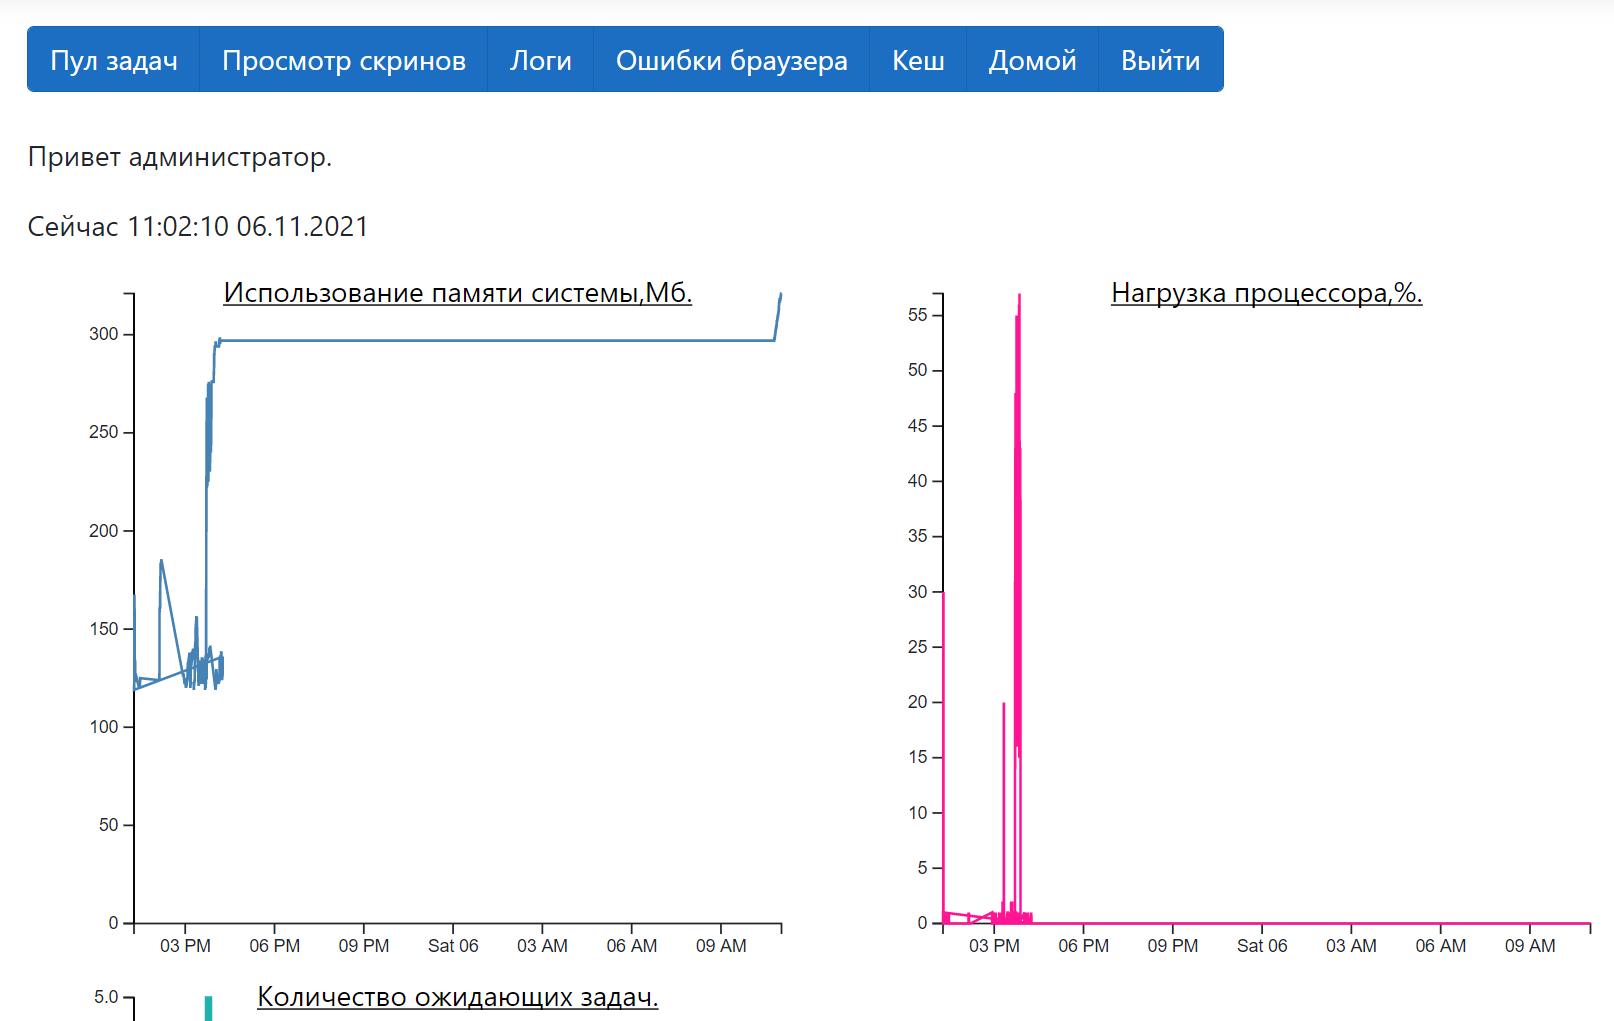 Пул задач Просмотр скринов Логи Ошибки браузера Кеш Домой Выйти
Привет администратор.
Сейчас 11:02:10 06.11.2021
Использование памяти системы,Мб.
300
250
200
150
100
50
0
03 PM 06 PM 09 PM Sat 06 03 AM 06 AM 09 AM
Нагрузка процессора,%.
55
50
45
40
35
30
25
20
15
10
5
0
03 PM 06 PM 09 PM Sat 06 03 AM 06 AM 09 AM
Количество ожидающих задач.
5.0